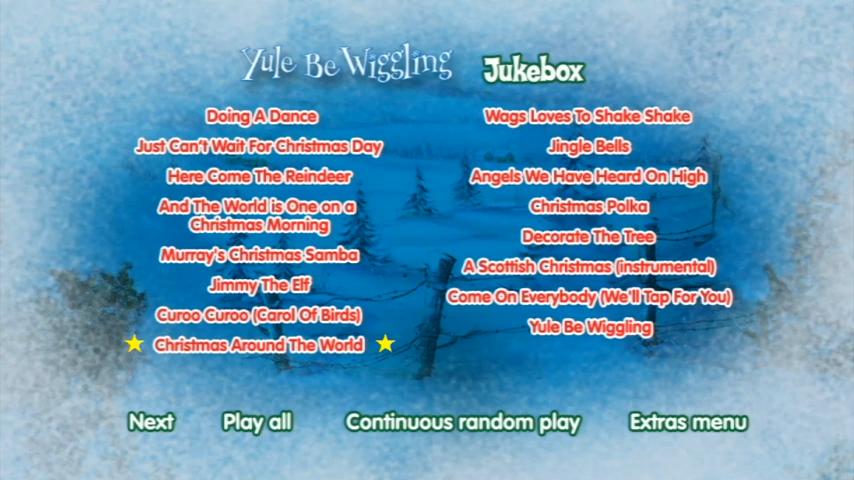 Yule Be Wiggling Jukebox
Doing A Dance
Just Can't Wait For Christmas Day
Here Come The Reindeer
And The World is One on a
Christmas Morning
Murray's Christmas Samba
Jimmy The Elf
Curoo Curoo (Carol Of Birds)
Christmas Around The World
Wags Loves To Shake Shake
Jingle Bells
Angels We Have Heard On High
Christmas Polka
Decorate The Tree
A Scottish Christmas (instrumental)
Come On Everybody (We'll Tap For You)
Yule Be Wiggling
Next Play all Continuous random play Extras menu